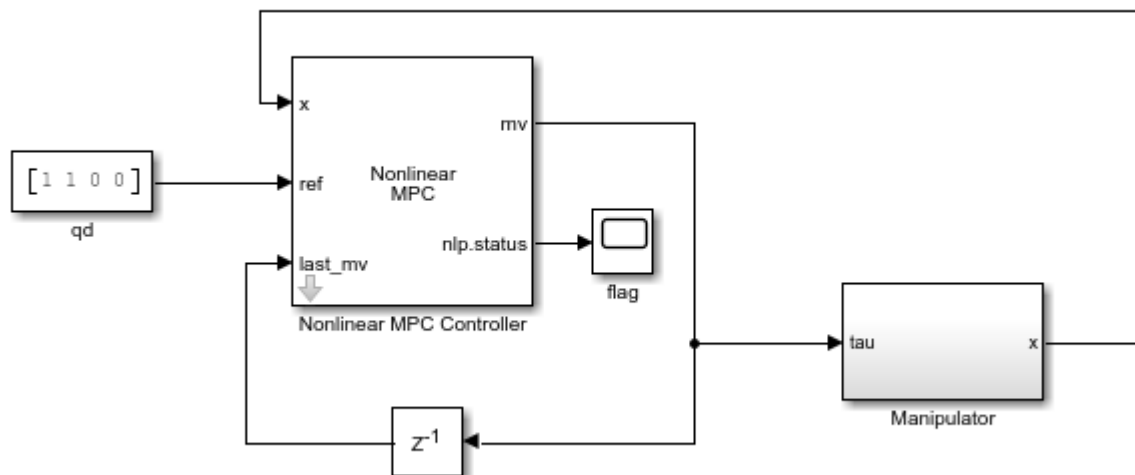 x
mv
[1 1 0 0]
qd
ref
Nonlinear
MPC
nlp.status
last_mv
flag
Nonlinear MPC Controller
tau
x
Manipulator
Z-1